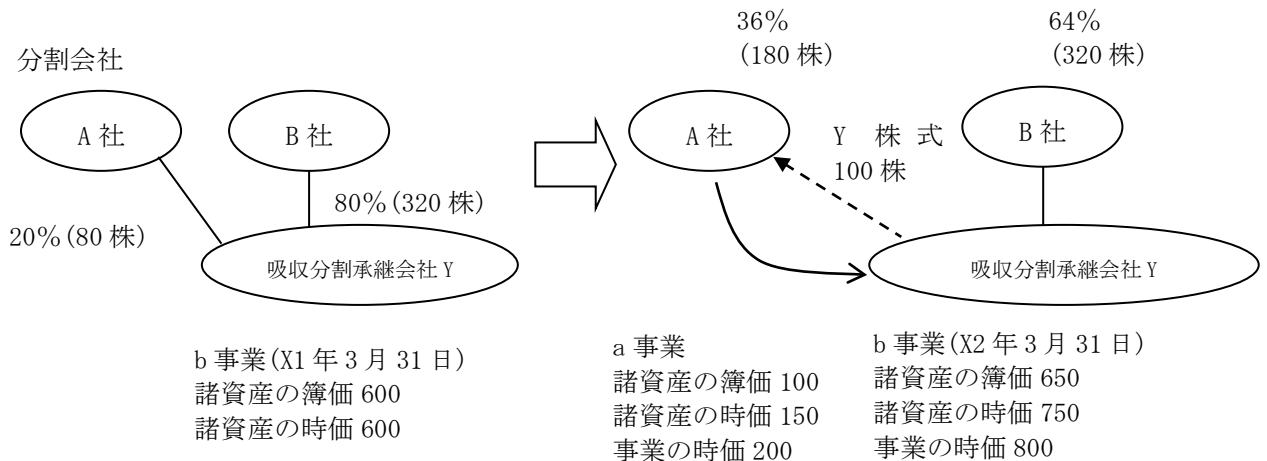 分割会社
A 社
B 社
20％(80 株)
80％(320 株)
吸収分割承継会社 Y
b 事業(X1 年 3 月 31 日)
諸資産の簿価 600
諸資産の時価 600
36％
(180 株)
64％
(320 株)
A 社
Y 株 式
100 株
B 社
吸収分割承継会社 Y
a 事業
諸資産の簿価 100
諸資産の時価 150
事業の時価 200
b 事業(X2 年 3 月 31 日)
諸資産の簿価 650
諸資産の時価 750
事業の時価 800